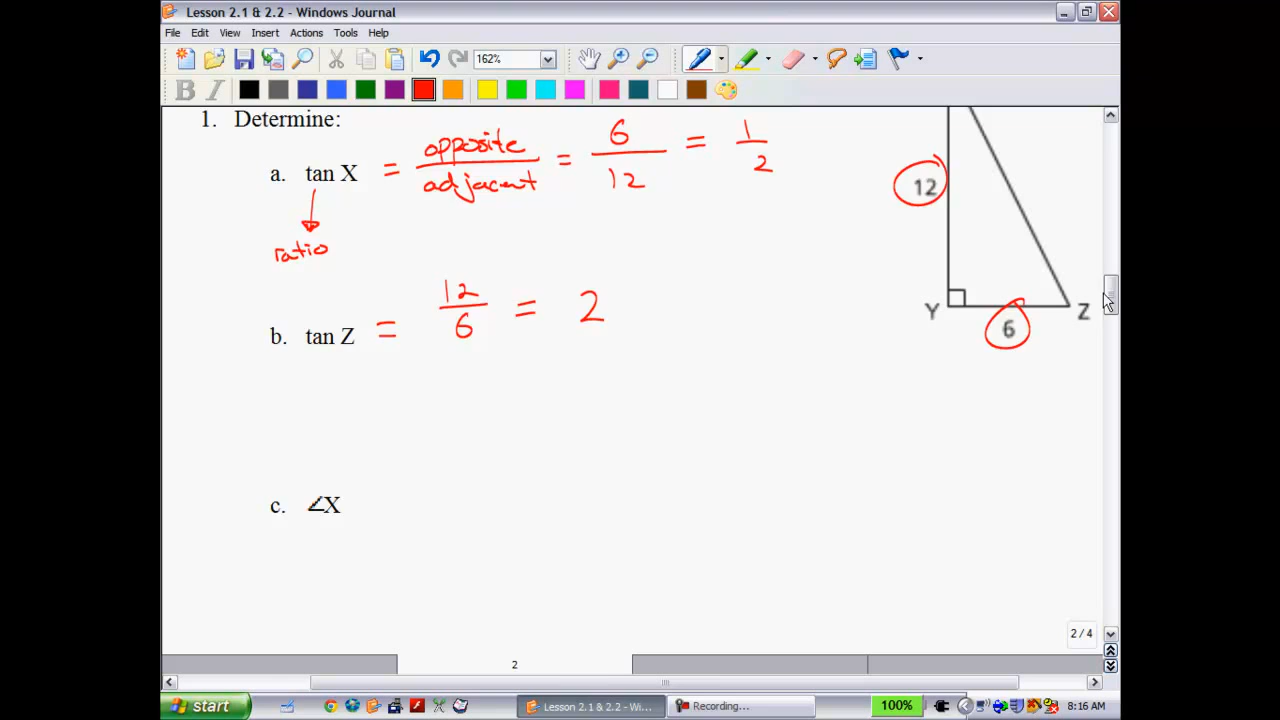 Lesson 2.1 & 2.2 - Windows Journal
File Edit View Insert Actions Tools Help
162%
B I
1. Determine:
a. tan X = opposite / adjacent = 6 / 12 = 1 / 2
ratio
12
b. tan Z = 12 / 6 = 2
Y 6 Z
c. ∠X
2 / 4
2
start
Lesson 2.1 & 2.2 - Wi...
Recording...
100%
8:16 AM